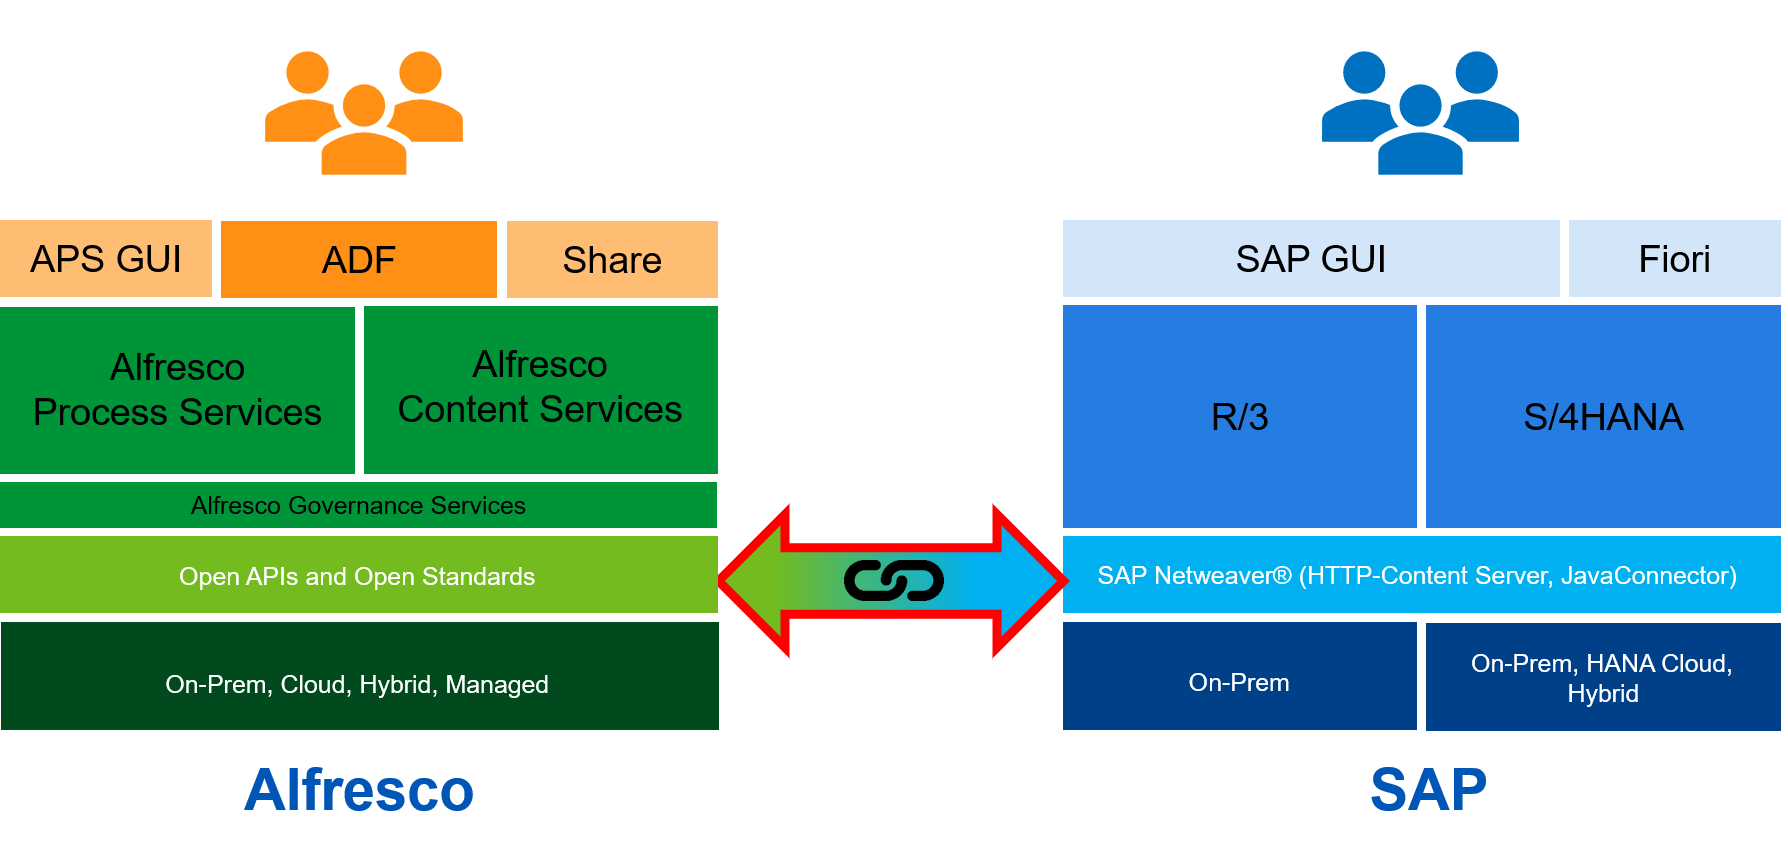 APS GUI
ADF
Share
Alfresco
Process Services
Alfresco
Content Services
Alfresco Governance Services
Open APIs and Open Standards
On-Prem, Cloud, Hybrid, Managed
Alfresco
SAP GUI
Fiori
R/3
S/4HANA
SAP Netweaver® (HTTP-Content Server, JavaConnector)
On-Prem
On-Prem, HANA Cloud,
Hybrid
SAP